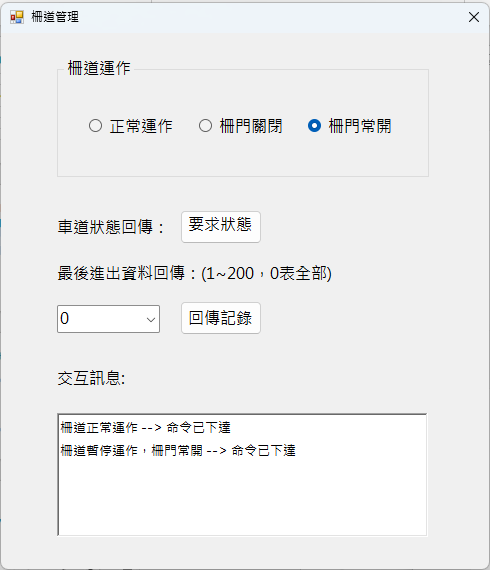 柵道管理
柵道運作
正常運作 柵門關閉 柵門常開
車道狀態回傳： 要求狀態
最後進出資料回傳：(1~200，0表全部)
0 回傳記錄
交互訊息:
柵道正常運作 --> 命令已下達
柵道暫停運作，柵門常開 --> 命令已下達